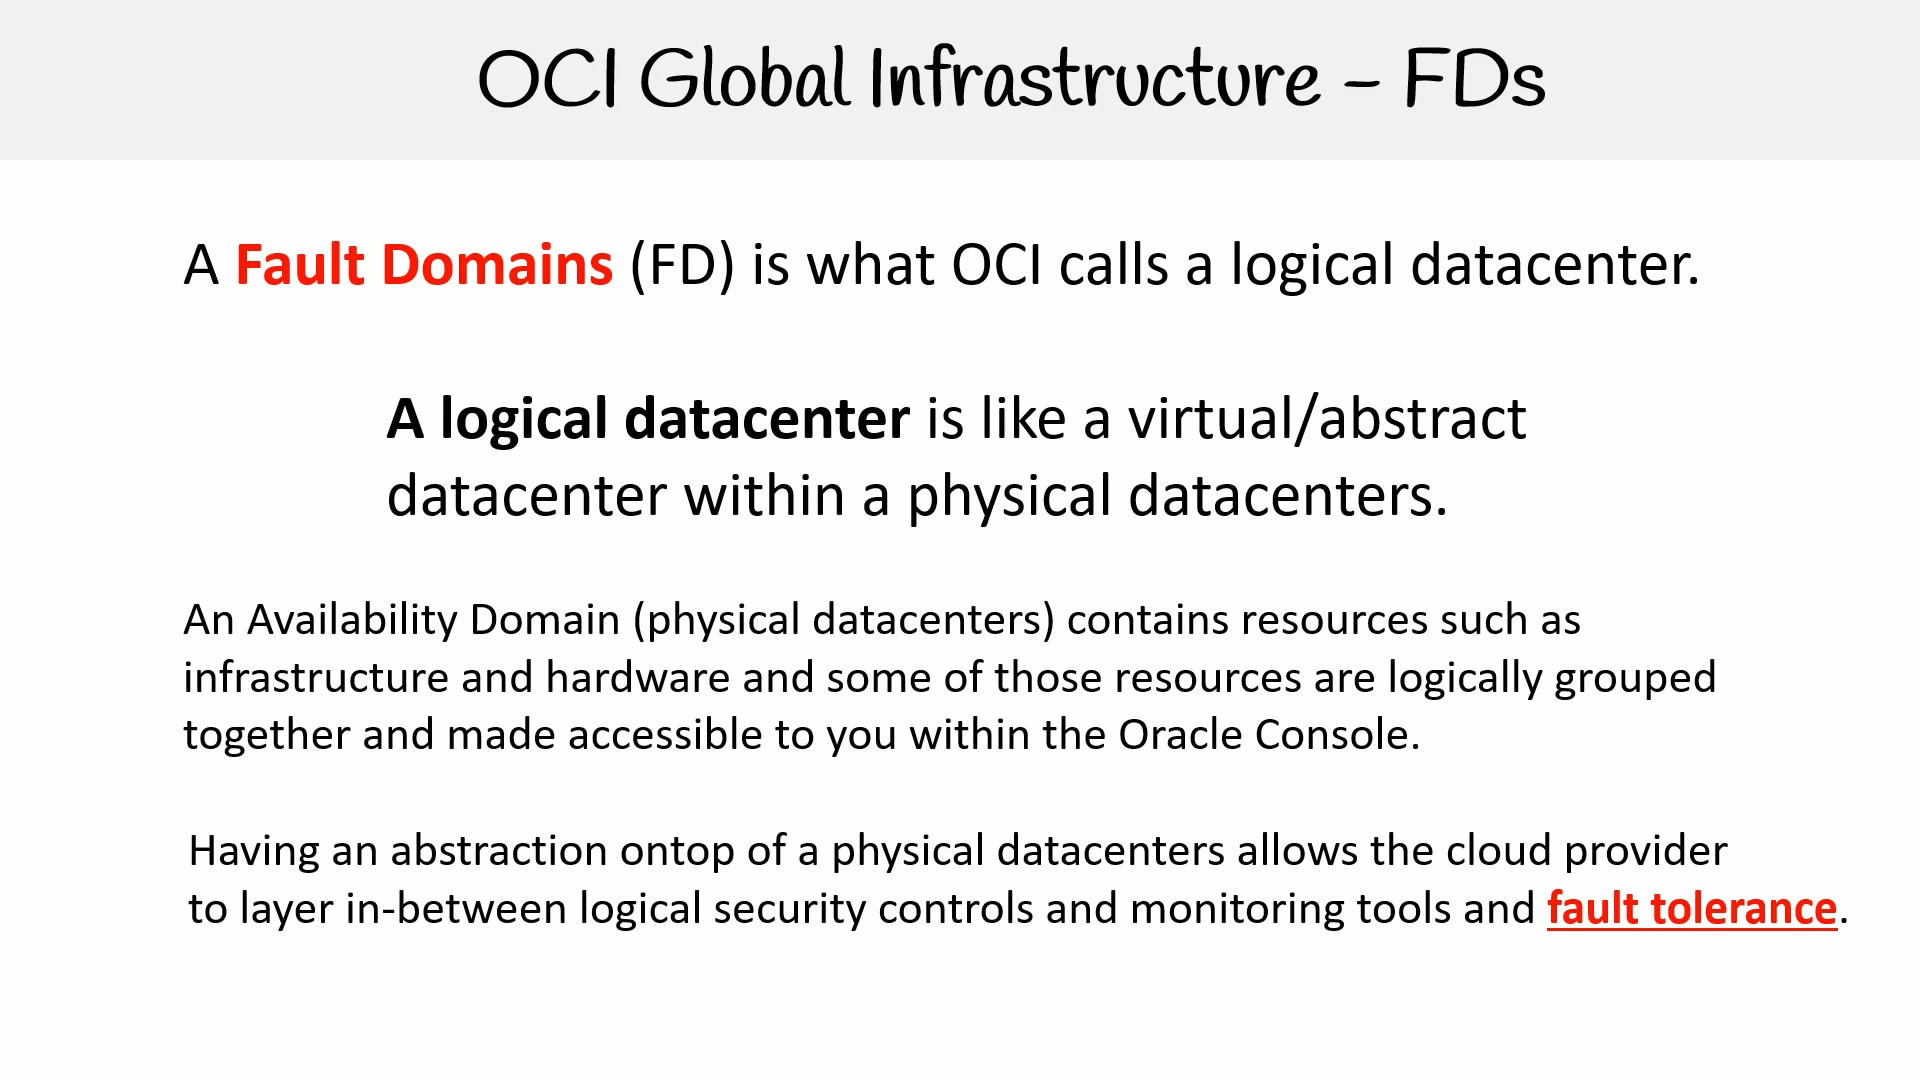 OCI Global Infrastructure – FDs
A Fault Domains (FD) is what OCI calls a logical datacenter.
A logical datacenter is like a virtual/abstract
datacenter within a physical datacenters.
An Availability Domain (physical datacenters) contains resources such as
infrastructure and hardware and some of those resources are logically grouped
together and made accessible to you within the Oracle Console.
Having an abstraction ontop of a physical datacenters allows the cloud provider
to layer in-between logical security controls and monitoring tools and fault tolerance.